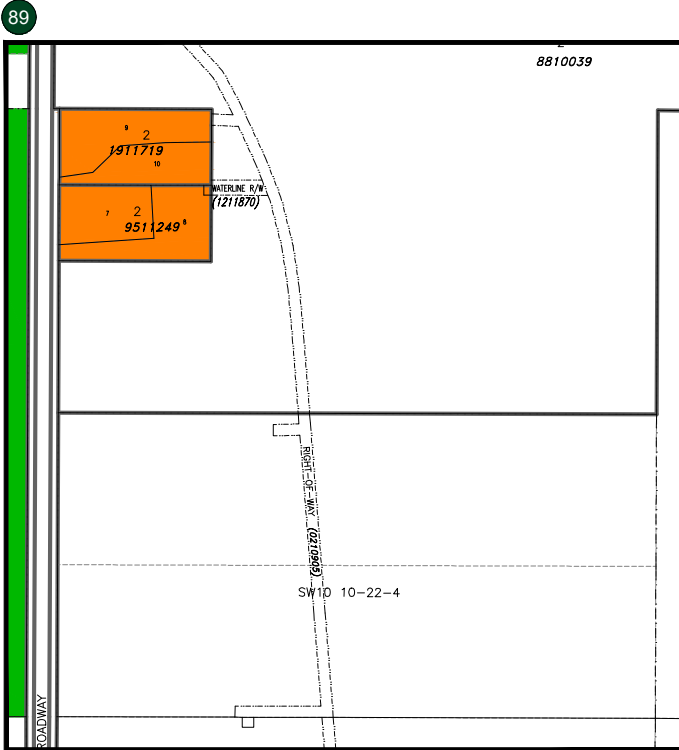 89
8810039
9
2
1911719
10
WATERLINE R/W
(1211870)
7
2
9511249
8
RIGHT-OF-WAY (0210905)
SW10 10-22-4
ROADWAY